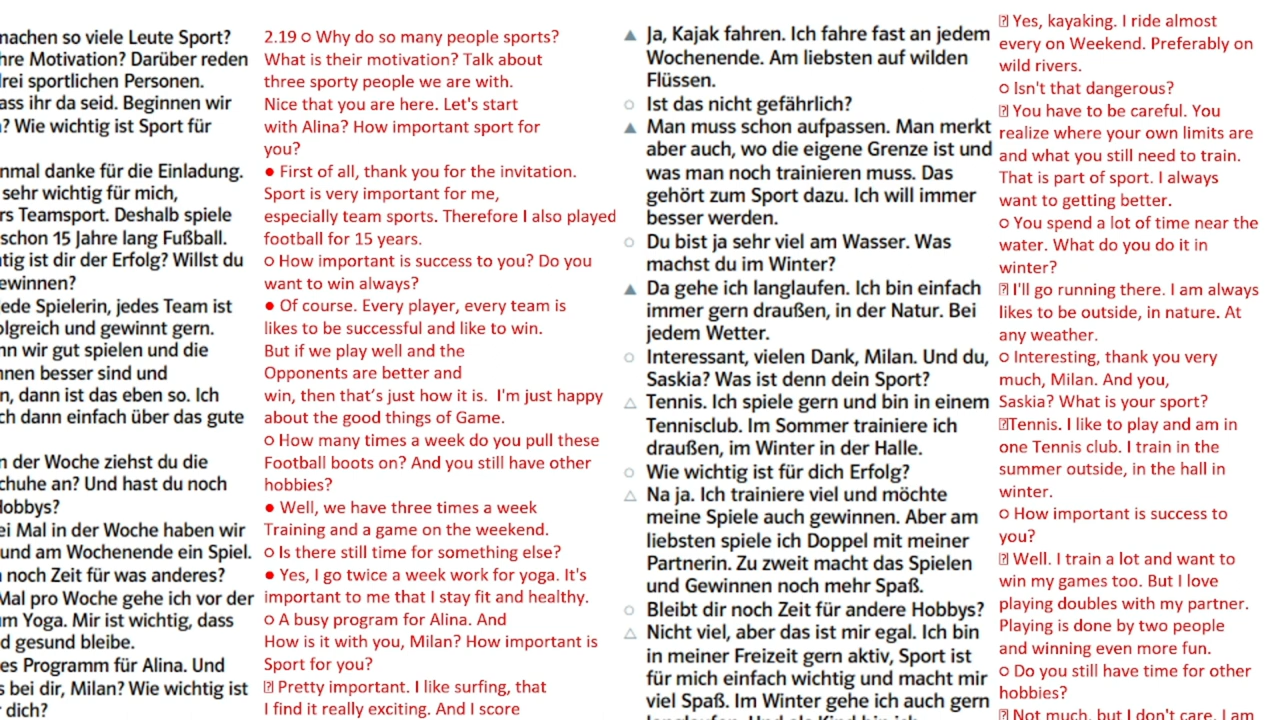 machen so viele Leute Sport?
hre Motivation? Darüber reden
drei sportlichen Personen.
ass ihr da seid. Beginnen wir
? Wie wichtig ist Sport für
nmal danke für die Einladung.
sehr wichtig für mich,
rs Teamsport. Deshalb spiele
schon 15 Jahre lang Fußball.
htig ist dir der Erfolg? Willst du
ewinnen?
jede Spielerin, jedes Team ist
olgreich und gewinnt gern.
nn wir gut spielen und die
nnen besser sind und
n, dann ist das eben so. Ich
ch dann einfach über das gute
n der Woche ziehst du die
chuhe an? Und hast du noch
Hobbys?
ei Mal in der Woche haben wir
und am Wochenende ein Spiel.
noch Zeit für was anderes?
Mal pro Woche gehe ich vor der
um Yoga. Mir ist wichtig, dass
d gesund bleibe.
es Programm für Alina. Und
s bei dir, Milan? Wie wichtig ist
r dich?
2.19 ○ Why do so many people sports?
What is their motivation? Talk about
three sporty people we are with.
Nice that you are here. Let's start
with Alina? How important sport for
you?
● First of all, thank you for the invitation.
Sport is very important for me,
especially team sports. Therefore I also played
football for 15 years.
○ How important is success to you? Do you
want to win always?
● Of course. Every player, every team is
likes to be successful and like to win.
But if we play well and the
Opponents are better and
win, then that’s just how it is. I'm just happy
about the good things of Game.
○ How many times a week do you pull these
Football boots on? And you still have other
hobbies?
● Well, we have three times a week
Training and a game on the weekend.
○ Is there still time for something else?
● Yes, I go twice a week work for yoga. It's
important to me that I stay fit and healthy.
○ A busy program for Alina. And
How is it with you, Milan? How important is
Sport for you?
⍰ Pretty important. I like surfing, that
I find it really exciting. And I score
▲ Ja, Kajak fahren. Ich fahre fast an jedem
Wochenende. Am liebsten auf wilden
Flüssen.
○ Ist das nicht gefährlich?
▲ Man muss schon aufpassen. Man merkt
aber auch, wo die eigene Grenze ist und
was man noch trainieren muss. Das
gehört zum Sport dazu. Ich will immer
besser werden.
○ Du bist ja sehr viel am Wasser. Was
machst du im Winter?
▲ Da gehe ich langlaufen. Ich bin einfach
immer gern draußen, in der Natur. Bei
jedem Wetter.
○ Interessant, vielen Dank, Milan. Und du,
Saskia? Was ist denn dein Sport?
△ Tennis. Ich spiele gern und bin in einem
Tennisclub. Im Sommer trainiere ich
draußen, im Winter in der Halle.
○ Wie wichtig ist für dich Erfolg?
△ Na ja. Ich trainiere viel und möchte
meine Spiele auch gewinnen. Aber am
liebsten spiele ich Doppel mit meiner
Partnerin. Zu zweit macht das Spielen
und Gewinnen noch mehr Spaß.
○ Bleibt dir noch Zeit für andere Hobbys?
△ Nicht viel, aber das ist mir egal. Ich bin
in meiner Freizeit gern aktiv, Sport ist
für mich einfach wichtig und macht mir
viel Spaß. Im Winter gehe ich auch gern
langlaufen. Und als Kind bin ich
⍰ Yes, kayaking. I ride almost
every on Weekend. Preferably on
wild rivers.
○ Isn't that dangerous?
⍰ You have to be careful. You
realize where your own limits are
and what you still need to train.
That is part of sport. I always
want to getting better.
○ You spend a lot of time near the
water. What do you do it in
winter?
⍰ I'll go running there. I am always
likes to be outside, in nature. At
any weather.
○ Interesting, thank you very
much, Milan. And you,
Saskia? What is your sport?
⍰Tennis. I like to play and am in
one Tennis club. I train in the
summer outside, in the hall in
winter.
○ How important is success to
you?
⍰ Well. I train a lot and want to
win my games too. But I love
playing doubles with my partner.
Playing is done by two people
and winning even more fun.
○ Do you still have time for other
hobbies?
⍰ Not much, but I don't care. I am